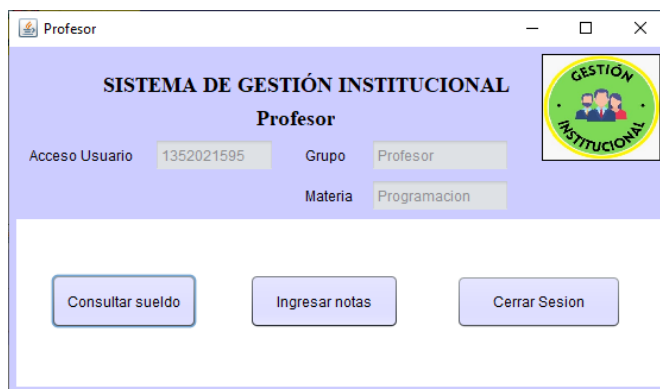 Profesor
SISTEMA DE GESTIÓN INSTITUCIONAL
Profesor
GESTIÓN
INSTITUCIONAL
Acceso Usuario 1352021595 Grupo Profesor
Materia Programacion
Consultar sueldo Ingresar notas Cerrar Sesion